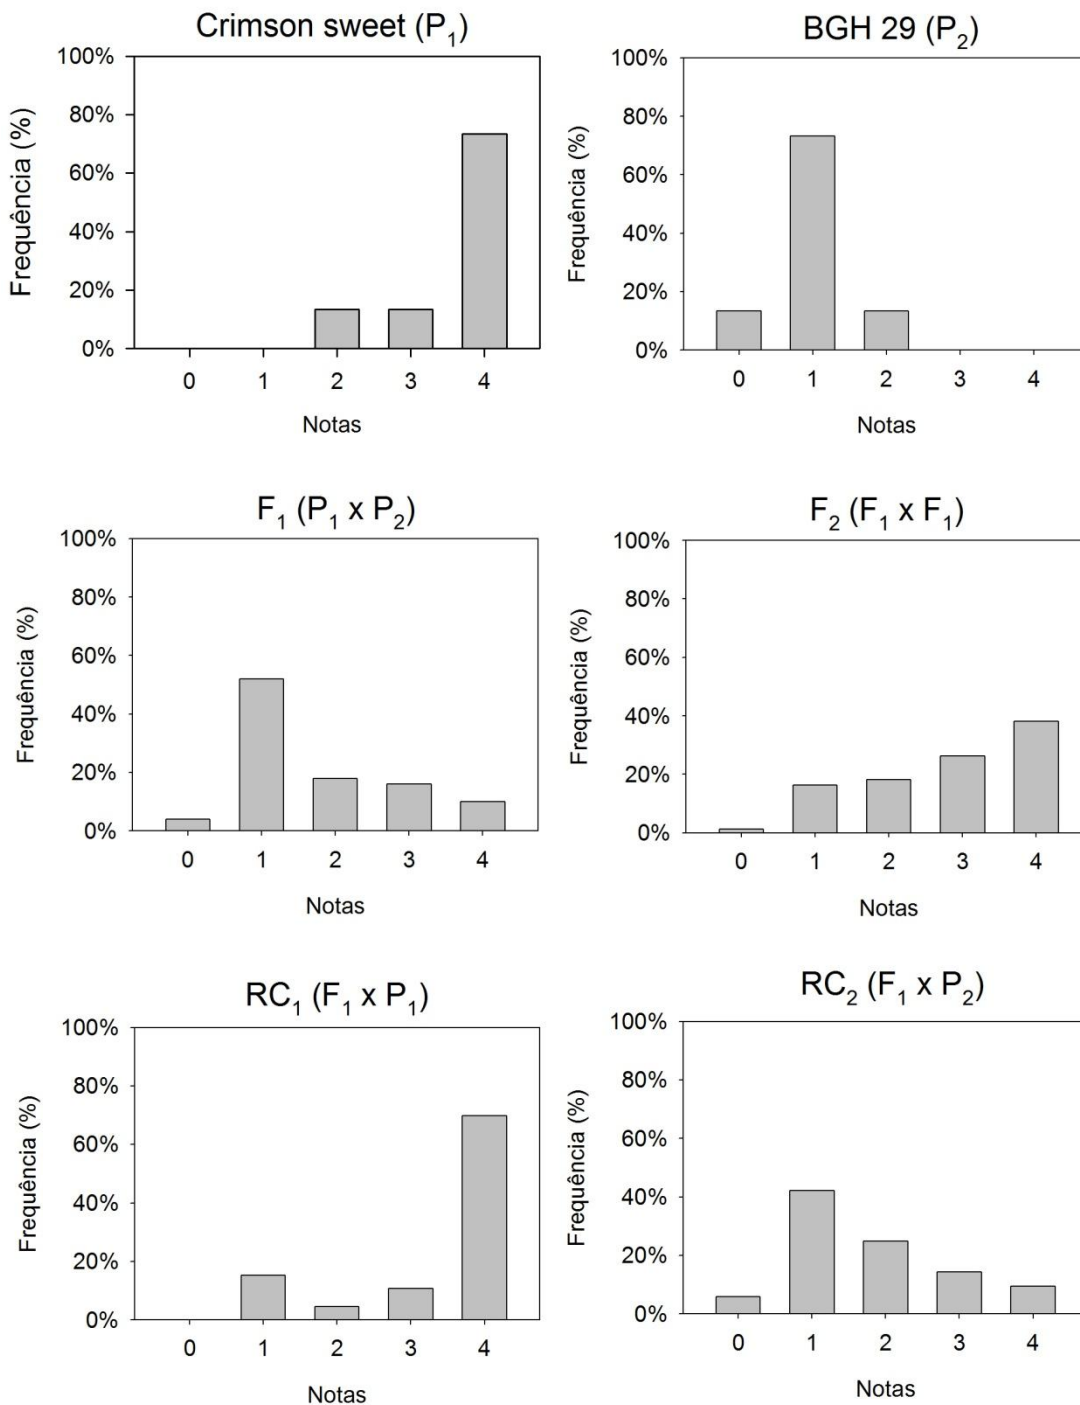 Crimson sweet (P1)
Frequência (%)
100%
80%
60%
40%
20%
0%
0 1 2 3 4
Notas
BGH 29 (P2)
Frequência (%)
100%
80%
60%
40%
20%
0%
0 1 2 3 4
Notas
F1 (P1 x P2)
Frequência (%)
100%
80%
60%
40%
20%
0%
0 1 2 3 4
Notas
F2 (F1 x F1)
Frequência (%)
100%
80%
60%
40%
20%
0%
0 1 2 3 4
Notas
RC1 (F1 x P1)
Frequência (%)
100%
80%
60%
40%
20%
0%
0 1 2 3 4
Notas
RC2 (F1 x P2)
Frequência (%)
100%
80%
60%
40%
20%
0%
0 1 2 3 4
Notas